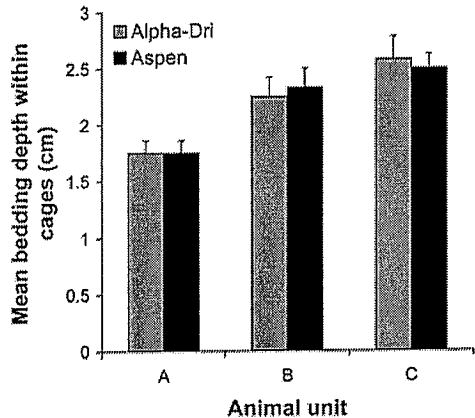 Alpha-Dri
Aspen
Mean bedding depth within
cages (cm)
3
2.5
2
1.5
1
0.5
0
A B C
Animal unit